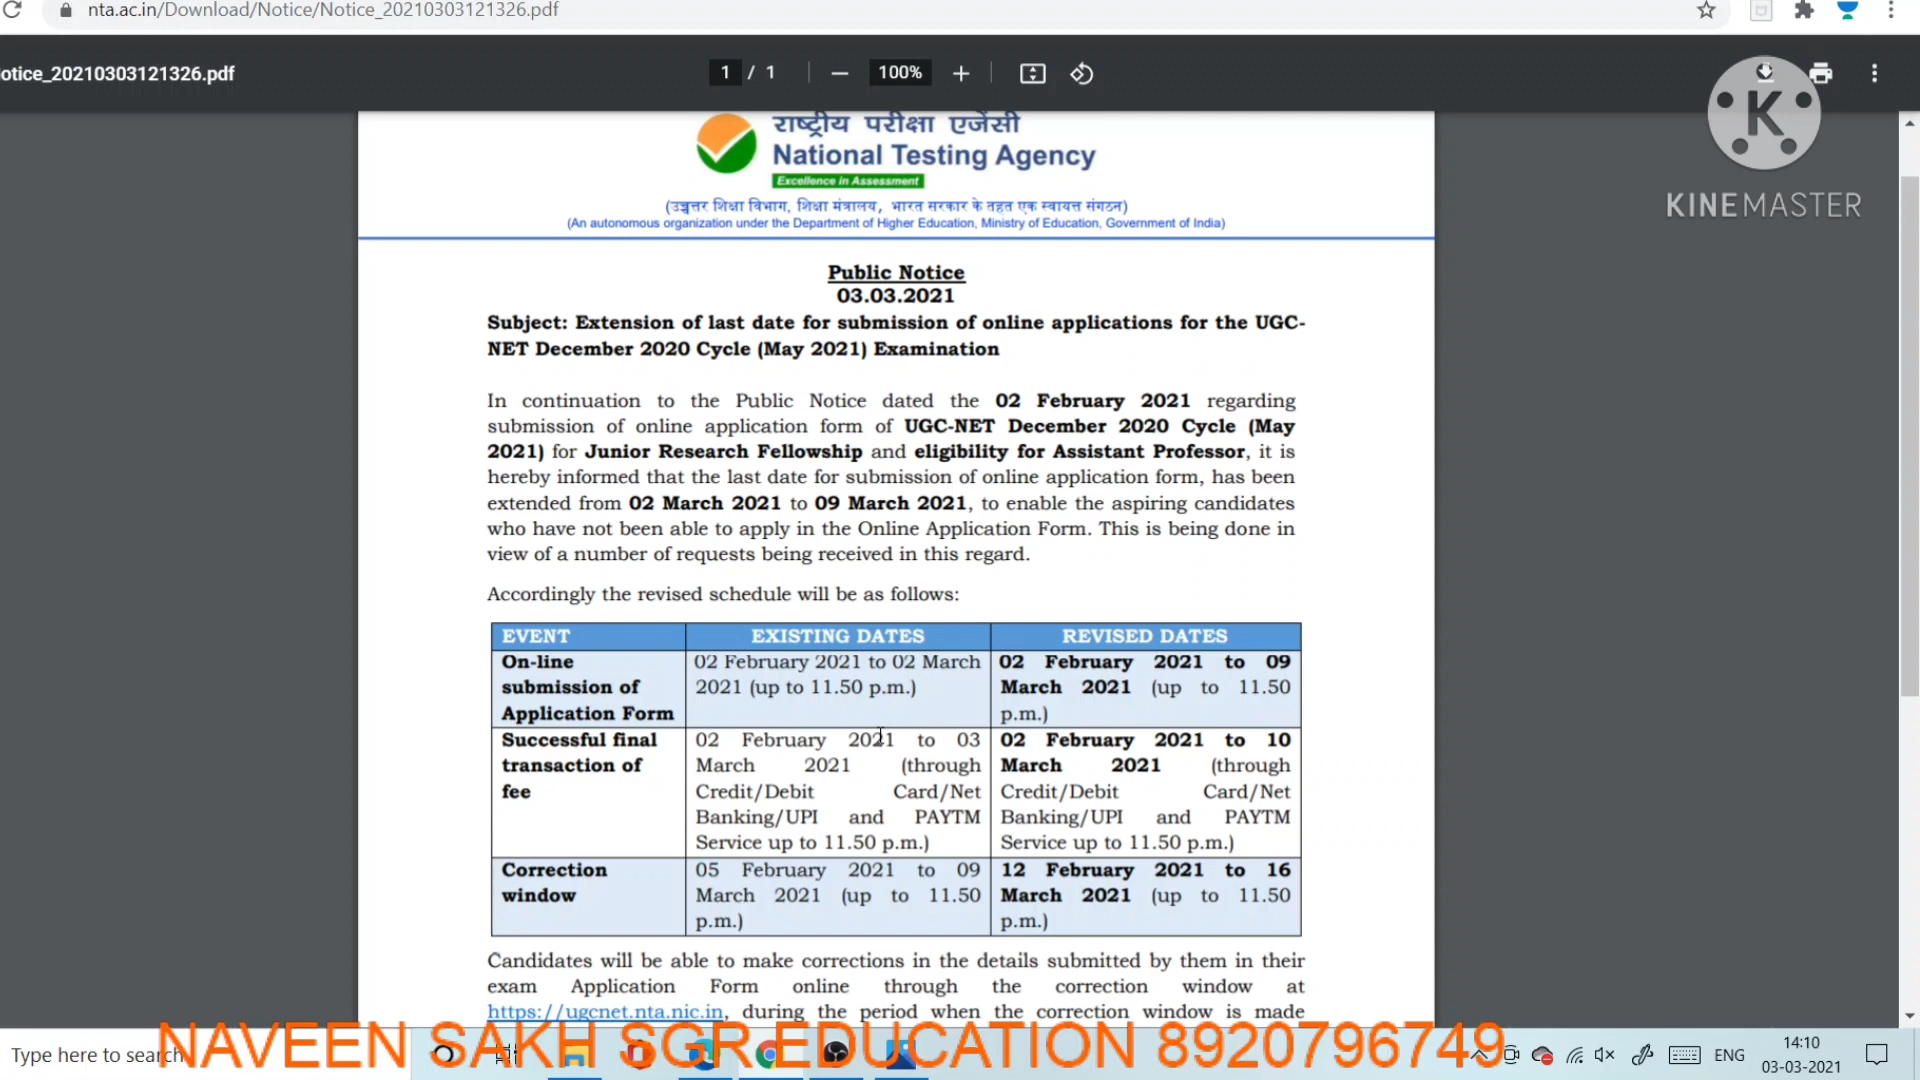 nta.ac.in/Download/Notice/Notice_20210303121326.pdf
otice_20210303121326.pdf
1 / 1
100%
K
KINEMASTER
राष्ट्रीय परीक्षा एजेंसी
National Testing Agency
Excellence in Assessment
(उच्चतर शिक्षा विभाग, शिक्षा मंत्रालय, भारत सरकार के तहत एक स्वायत्त संगठन)
(An autonomous organization under the Department of Higher Education, Ministry of Education, Government of India)
Public Notice
03.03.2021
Subject: Extension of last date for submission of online applications for the UGC-
NET December 2020 Cycle (May 2021) Examination
In continuation to the Public Notice dated the 02 February 2021 regarding
submission of online application form of UGC-NET December 2020 Cycle (May
2021) for Junior Research Fellowship and eligibility for Assistant Professor, it is
hereby informed that the last date for submission of online application form, has been
extended from 02 March 2021 to 09 March 2021, to enable the aspiring candidates
who have not been able to apply in the Online Application Form. This is being done in
view of a number of requests being received in this regard.
Accordingly the revised schedule will be as follows:
EVENT
EXISTING DATES
REVISED DATES
On-line
submission of
Application Form
02 February 2021 to 02 March
2021 (up to 11.50 p.m.)
02 February 2021 to 09
March 2021 (up to 11.50
p.m.)
Successful final
transaction of
fee
02 February 2021 to 03
March 2021 (through
Credit/Debit Card/Net
Banking/UPI and PAYTM
Service up to 11.50 p.m.)
02 February 2021 to 10
March 2021 (through
Credit/Debit Card/Net
Banking/UPI and PAYTM
Service up to 11.50 p.m.)
Correction
window
05 February 2021 to 09
March 2021 (up to 11.50
p.m.)
12 February 2021 to 16
March 2021 (up to 11.50
p.m.)
Candidates will be able to make corrections in the details submitted by them in their
exam Application Form online through the correction window at
https://ugcnet.nta.nic.in, during the period when the correction window is made
NAVEEN SAKH SGR EDUCATION 8920796749
Type here to search
ENG
14:10
03-03-2021